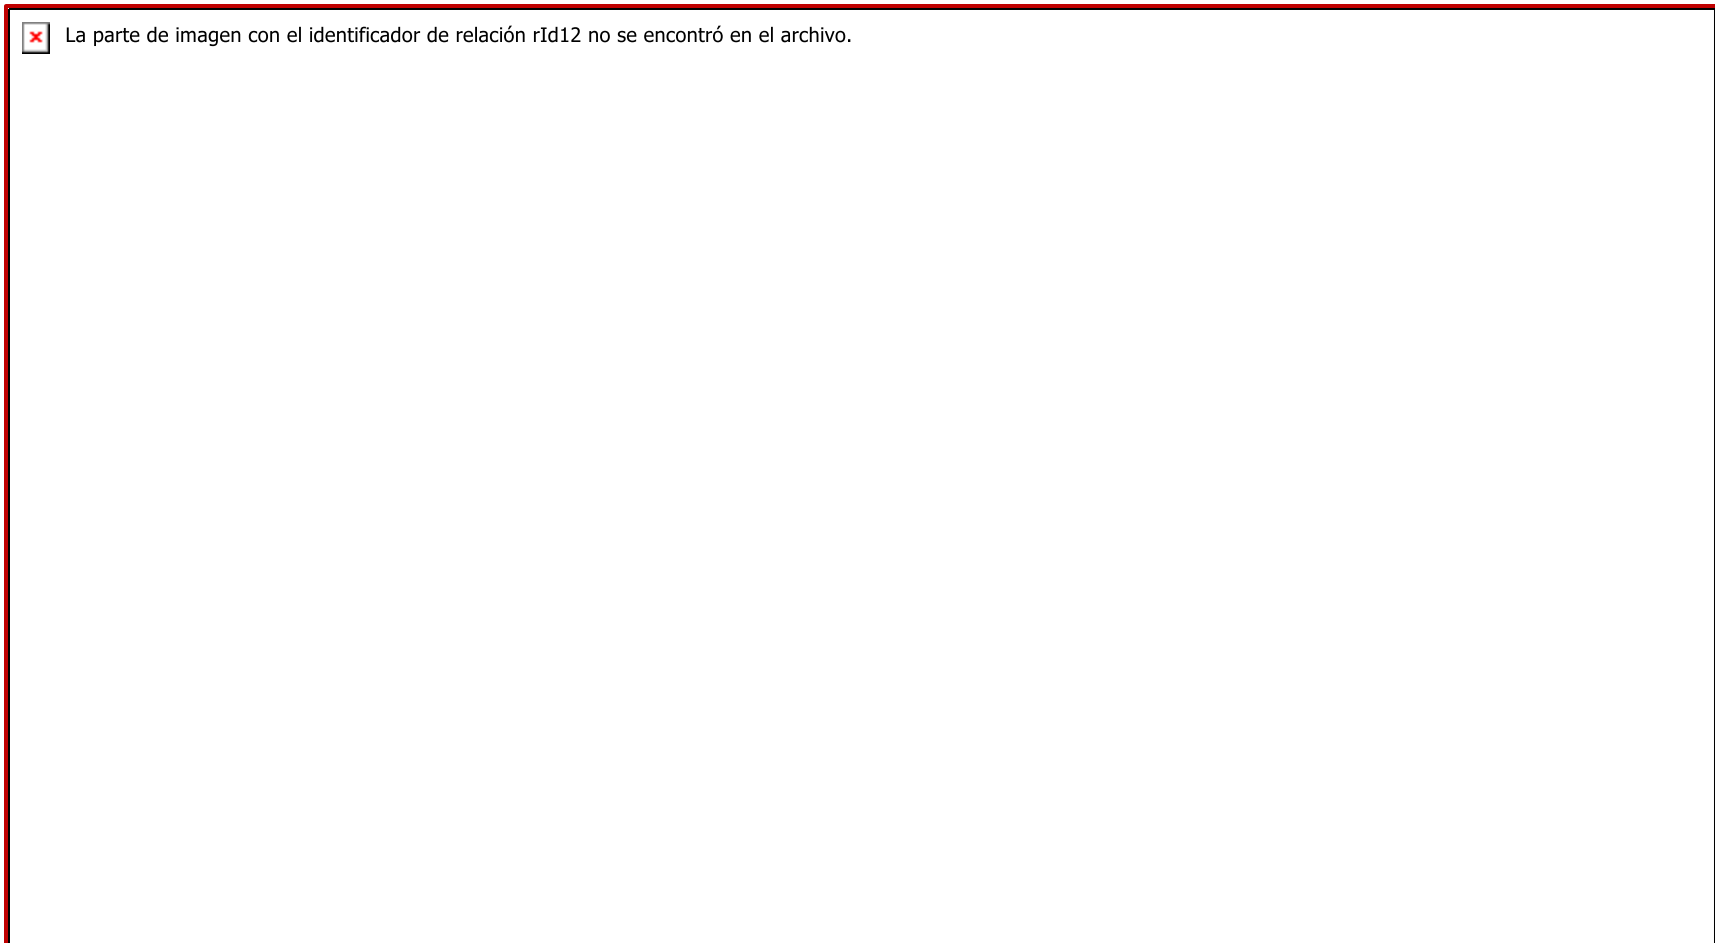 La parte de imagen con el identificador de relación rId12 no se encontró en el archivo.